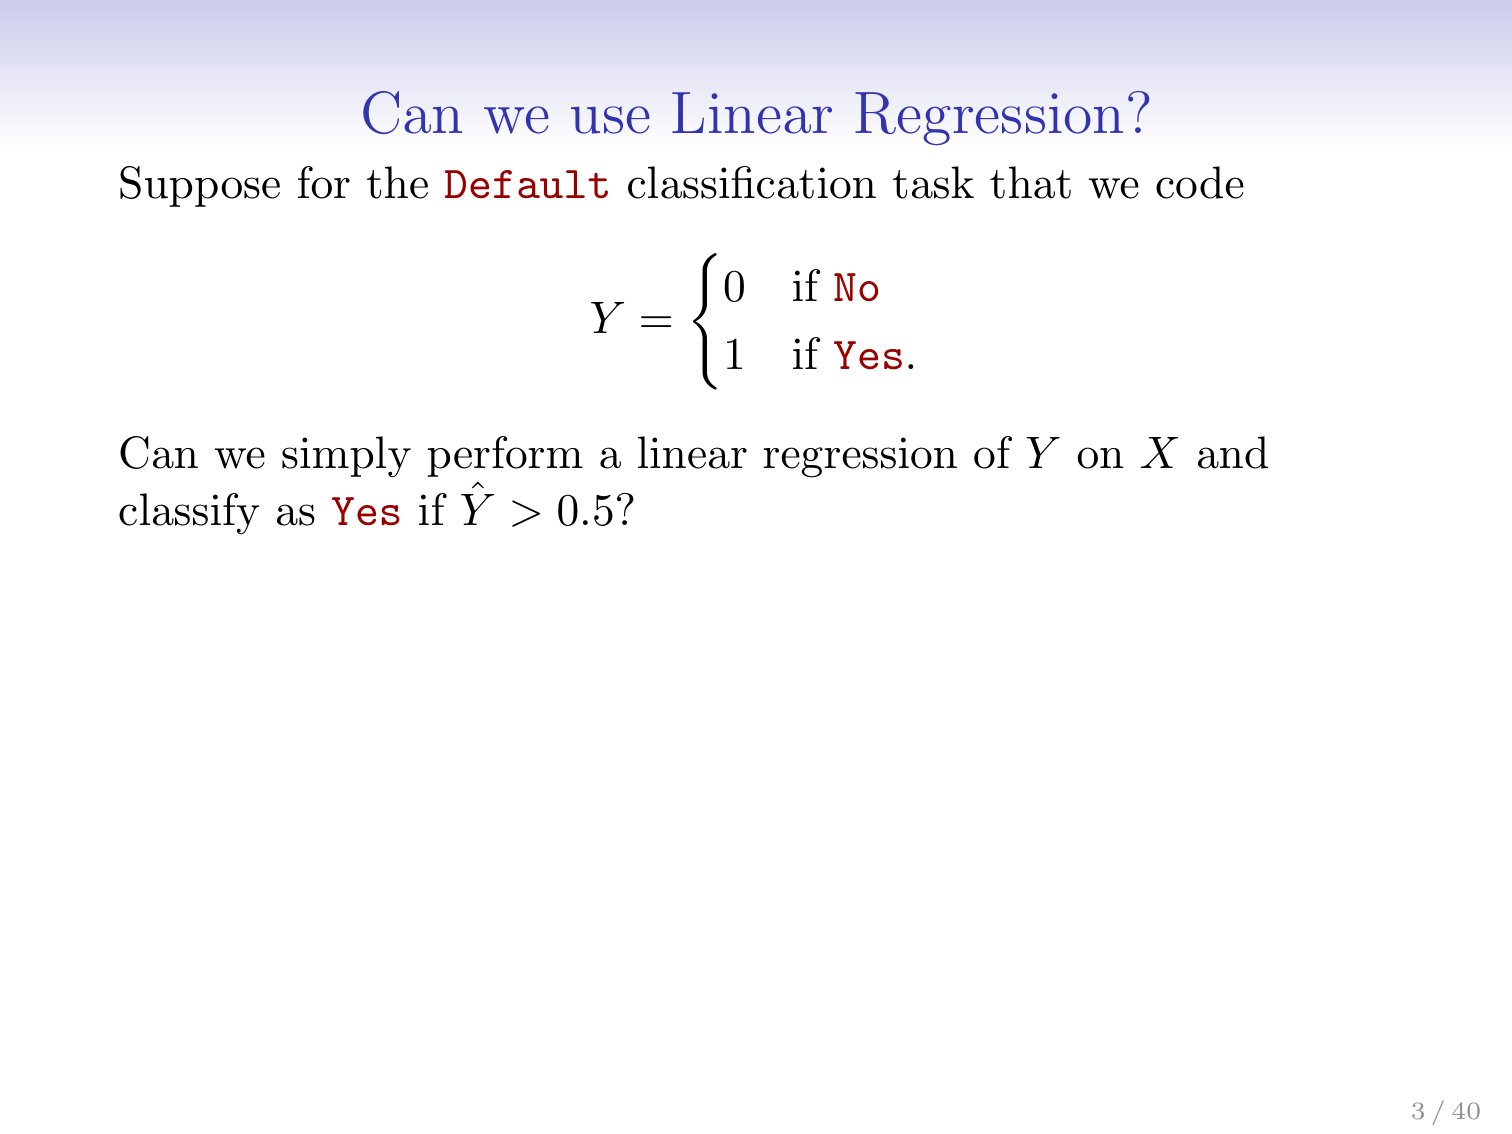 Can we use Linear Regression?
Suppose for the Default classification task that we code
Y = { 0 if No
1 if Yes.
Can we simply perform a linear regression of Y on X and
classify as Yes if Ŷ > 0.5?
3 / 40